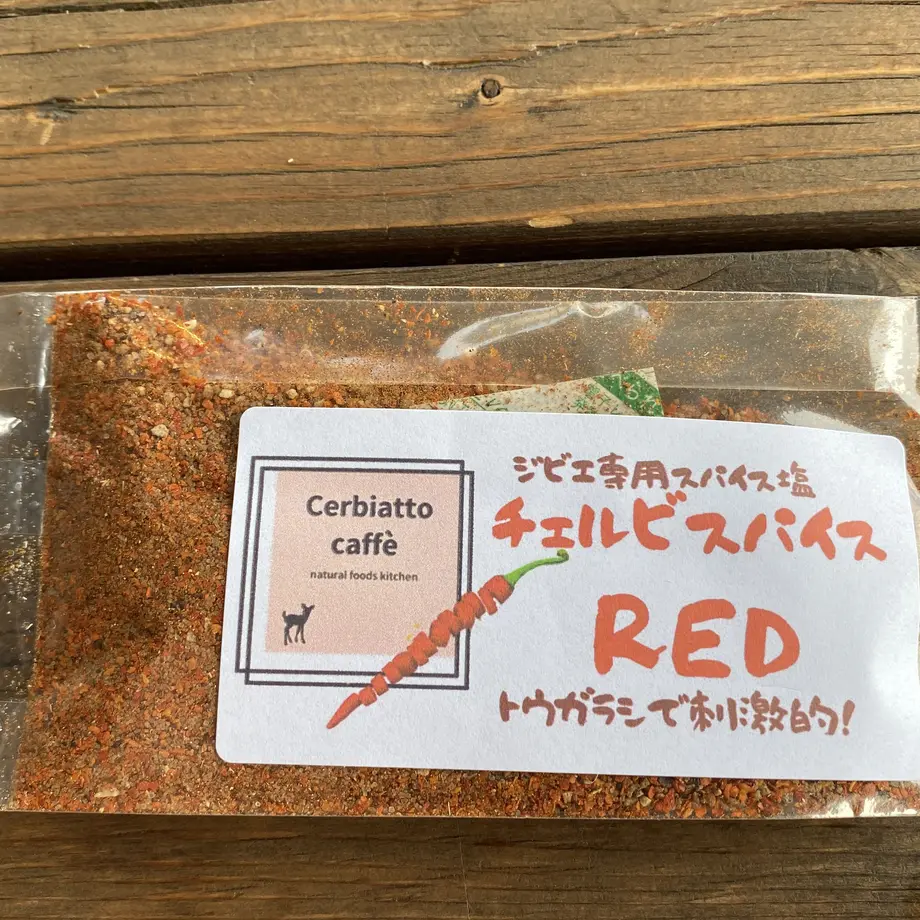 Cerbiatto
caffè
natural foods kitchen
ジビエ専用スパイス塩
チェルビスパイス
RED
トウガラシで刺激的!